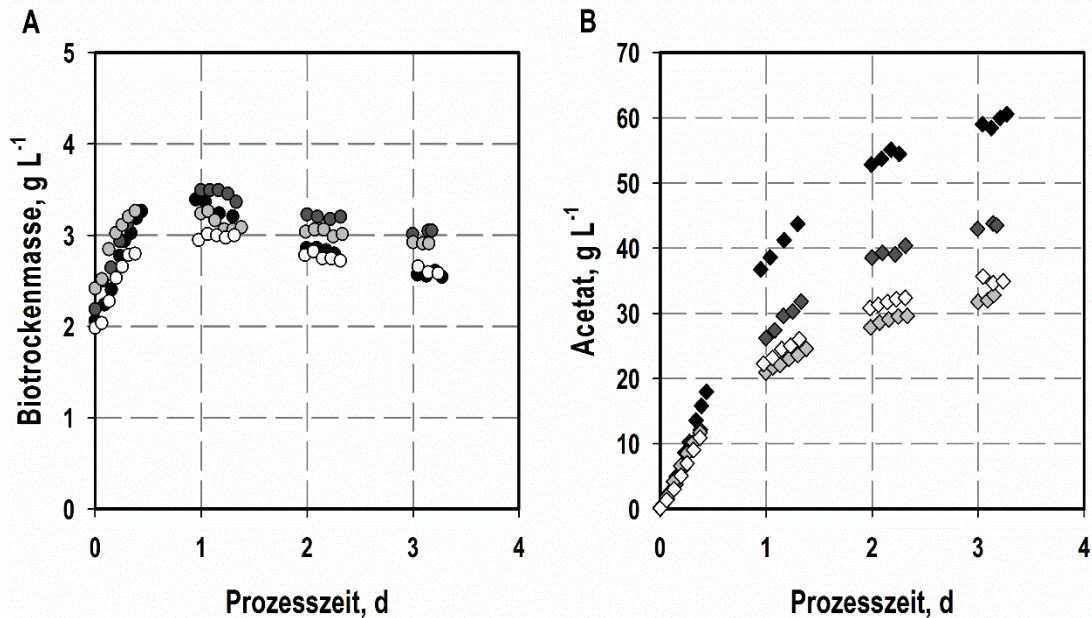 A
Biotrockenmasse, g L-1
5
4
3
2
1
0
0 1 2 3 4
Prozesszeit, d
B
Acetat, g L-1
70
60
50
40
30
20
10
0
0 1 2 3 4
Prozesszeit, d